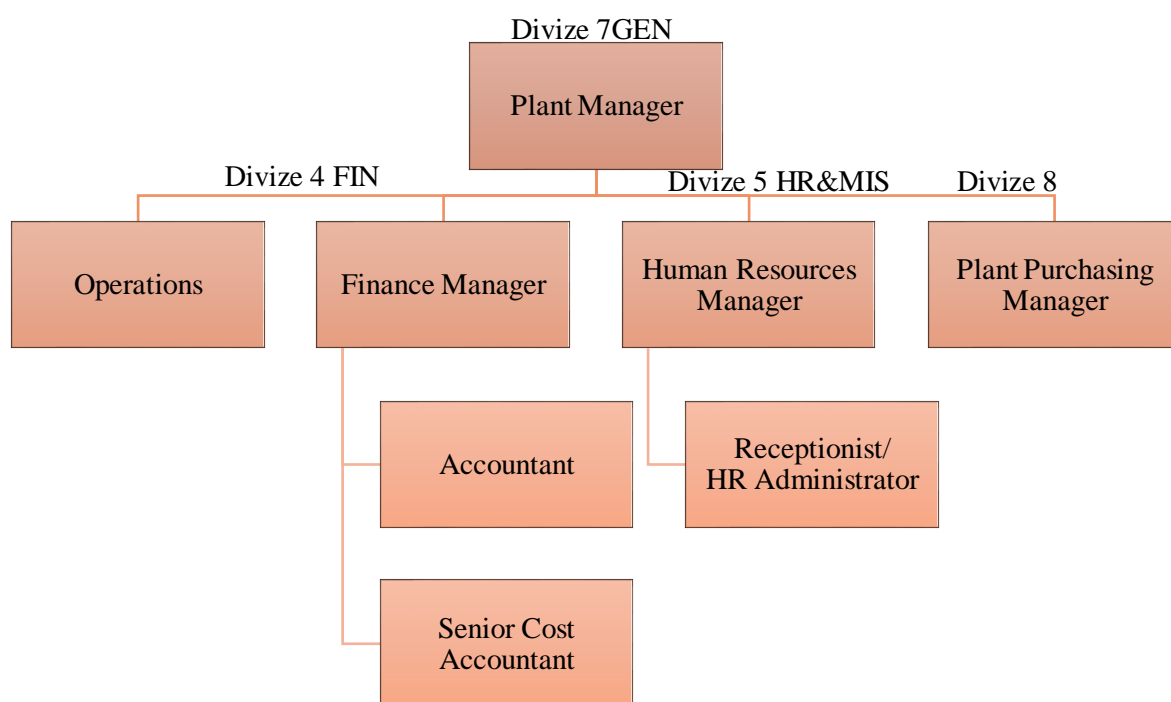 Divize 7GEN
Plant Manager
Divize 4 FIN
Divize 5 HR&MIS
Divize 8
Operations
Finance Manager
Human Resources
Manager
Plant Purchasing
Manager
Accountant
Receptionist/
HR Administrator
Senior Cost
Accountant